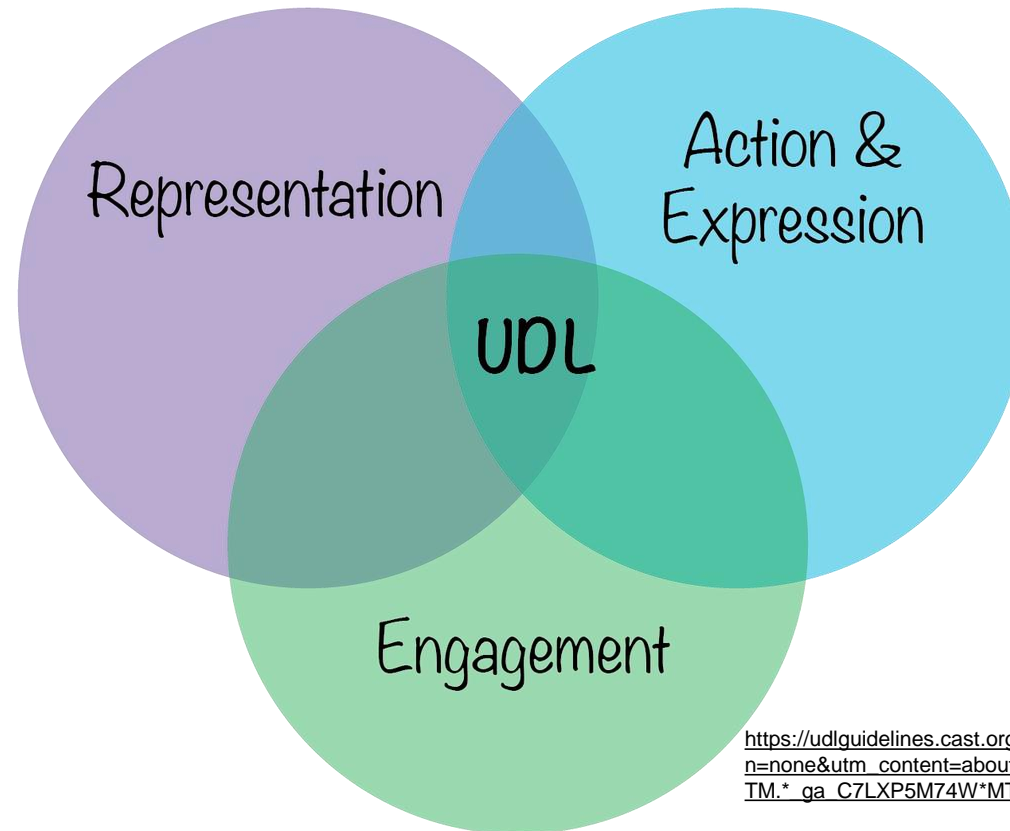 Representation
Action &
Expression
UDL
Engagement
https://udlguidelines.cast.org
n=none&utm_content=about
TM.*_ga_C7LXP5M74W*MT